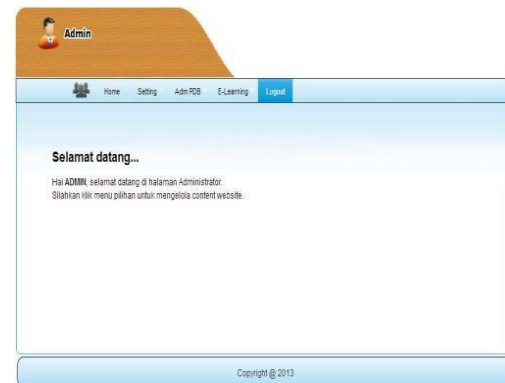 Admin
Home Setting Adm PDB E-Learning Logout
Selamat datang...
Hai ADMIN, selamat datang di halaman Administrator.
Silahkan klik menu pilihan untuk mengelola content website.
Copyright @ 2013